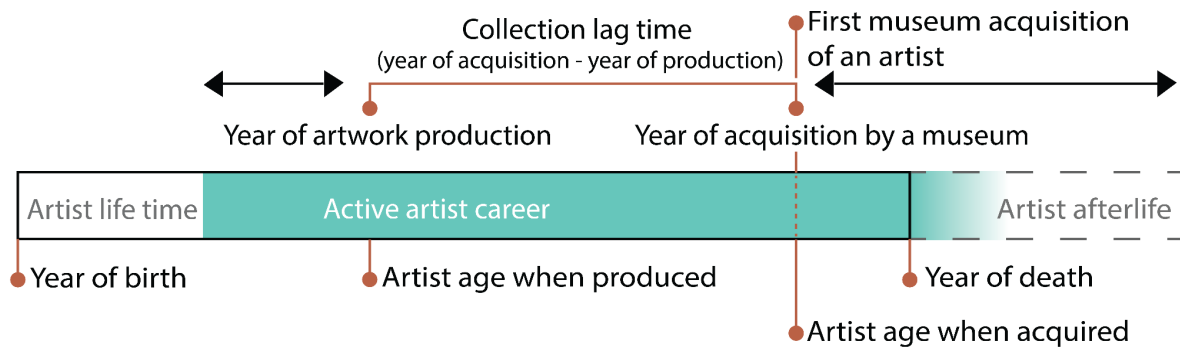 Collection lag time
(year of acquisition - year of production)
First museum acquisition
of an artist
Year of artwork production
Year of acquisition by a museum
Artist life time
Active artist career
Artist afterlife
Year of birth
Artist age when produced
Year of death
Artist age when acquired